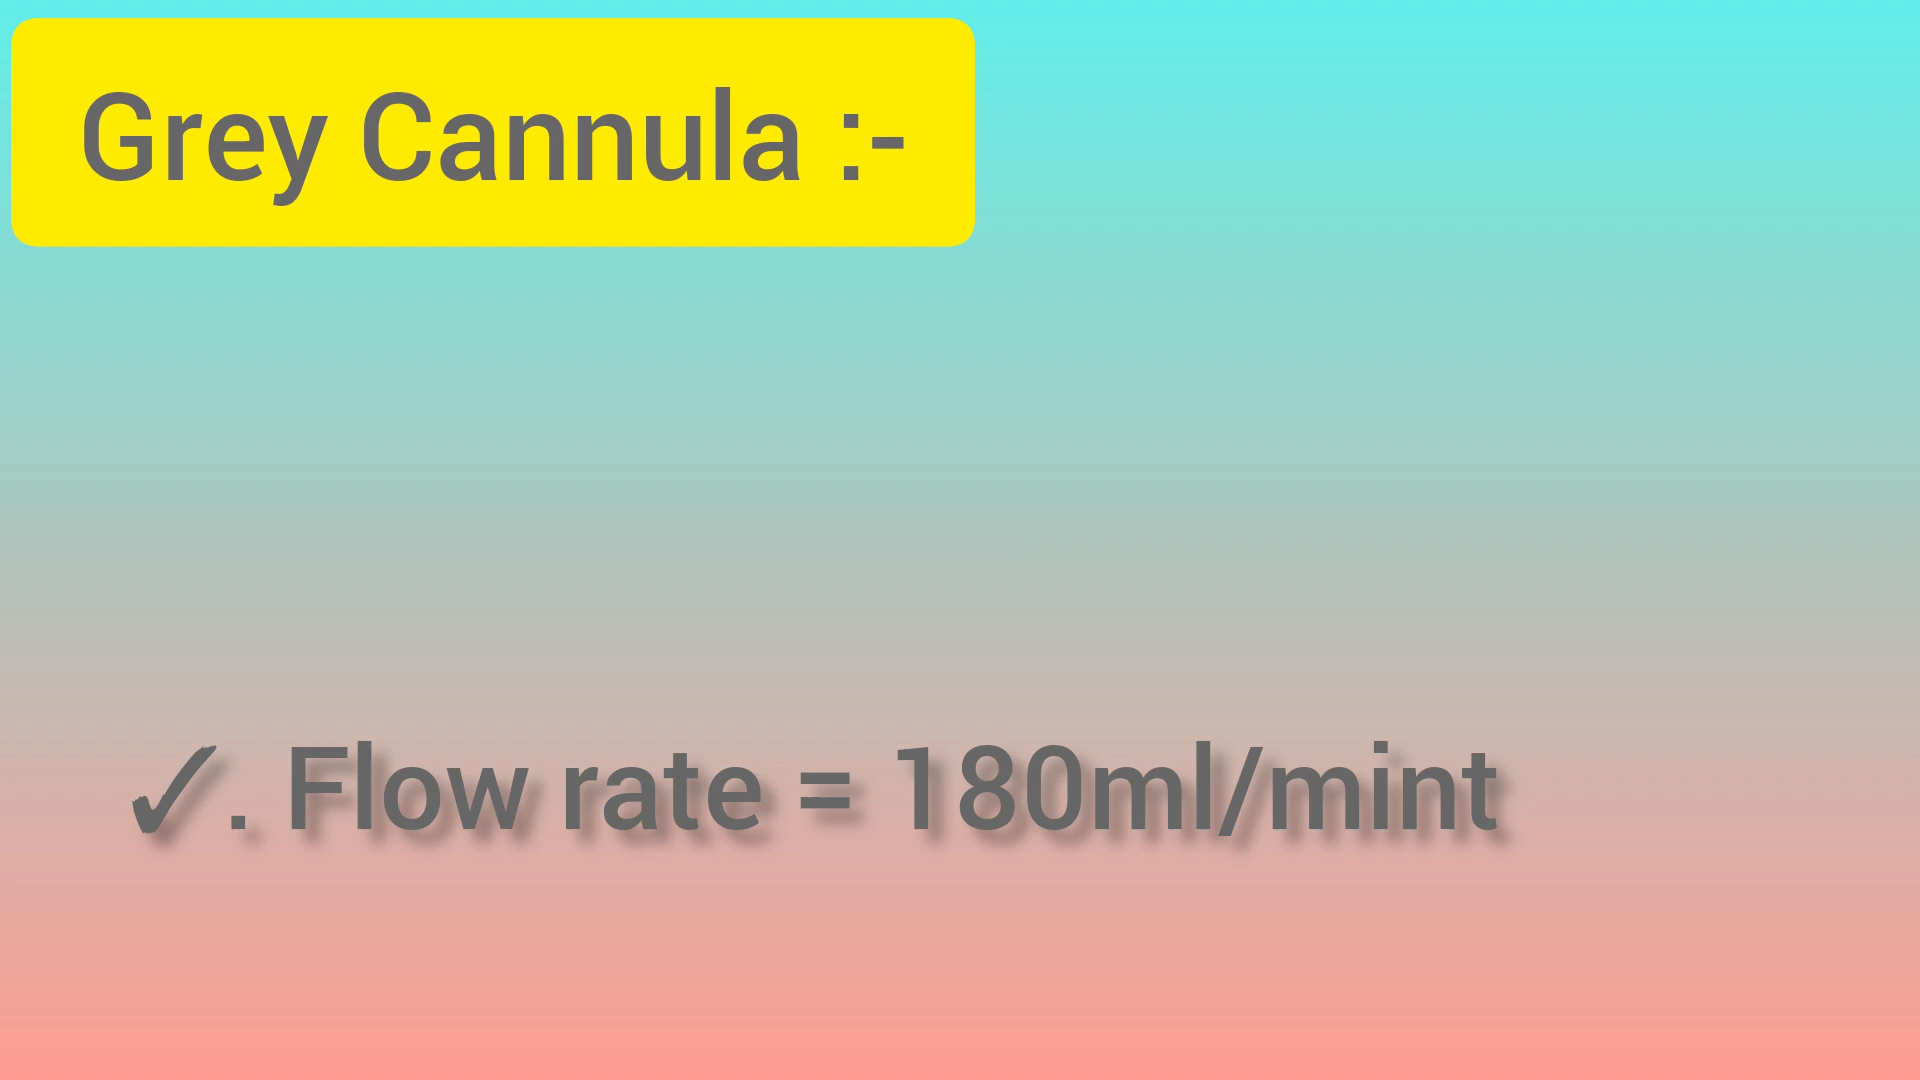 Grey Cannula :-
✓. Flow rate = 180ml/mint